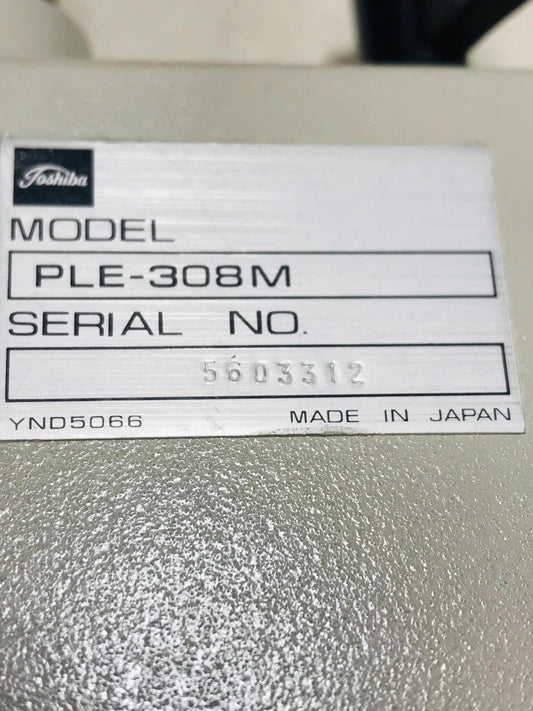 Toshiba
MODEL
PLE-308M
SERIAL NO.
5603312
YND5066 MADE IN JAPAN